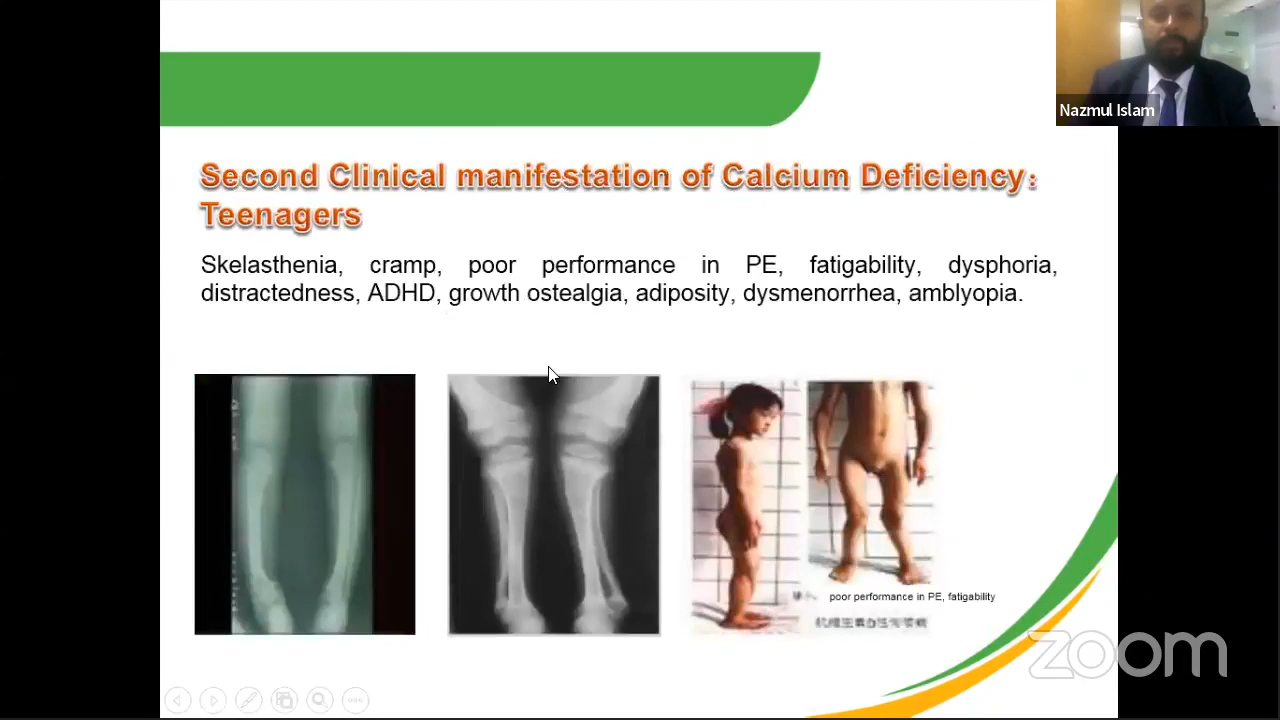 Nazmul Islam
Second Clinical manifestation of Calcium Deficiency：
Teenagers
Skelasthenia, cramp, poor performance in PE, fatigability, dysphoria,
distractedness, ADHD, growth ostealgia, adiposity, dysmenorrhea, amblyopia.
poor performance in PE, fatigability
zoom